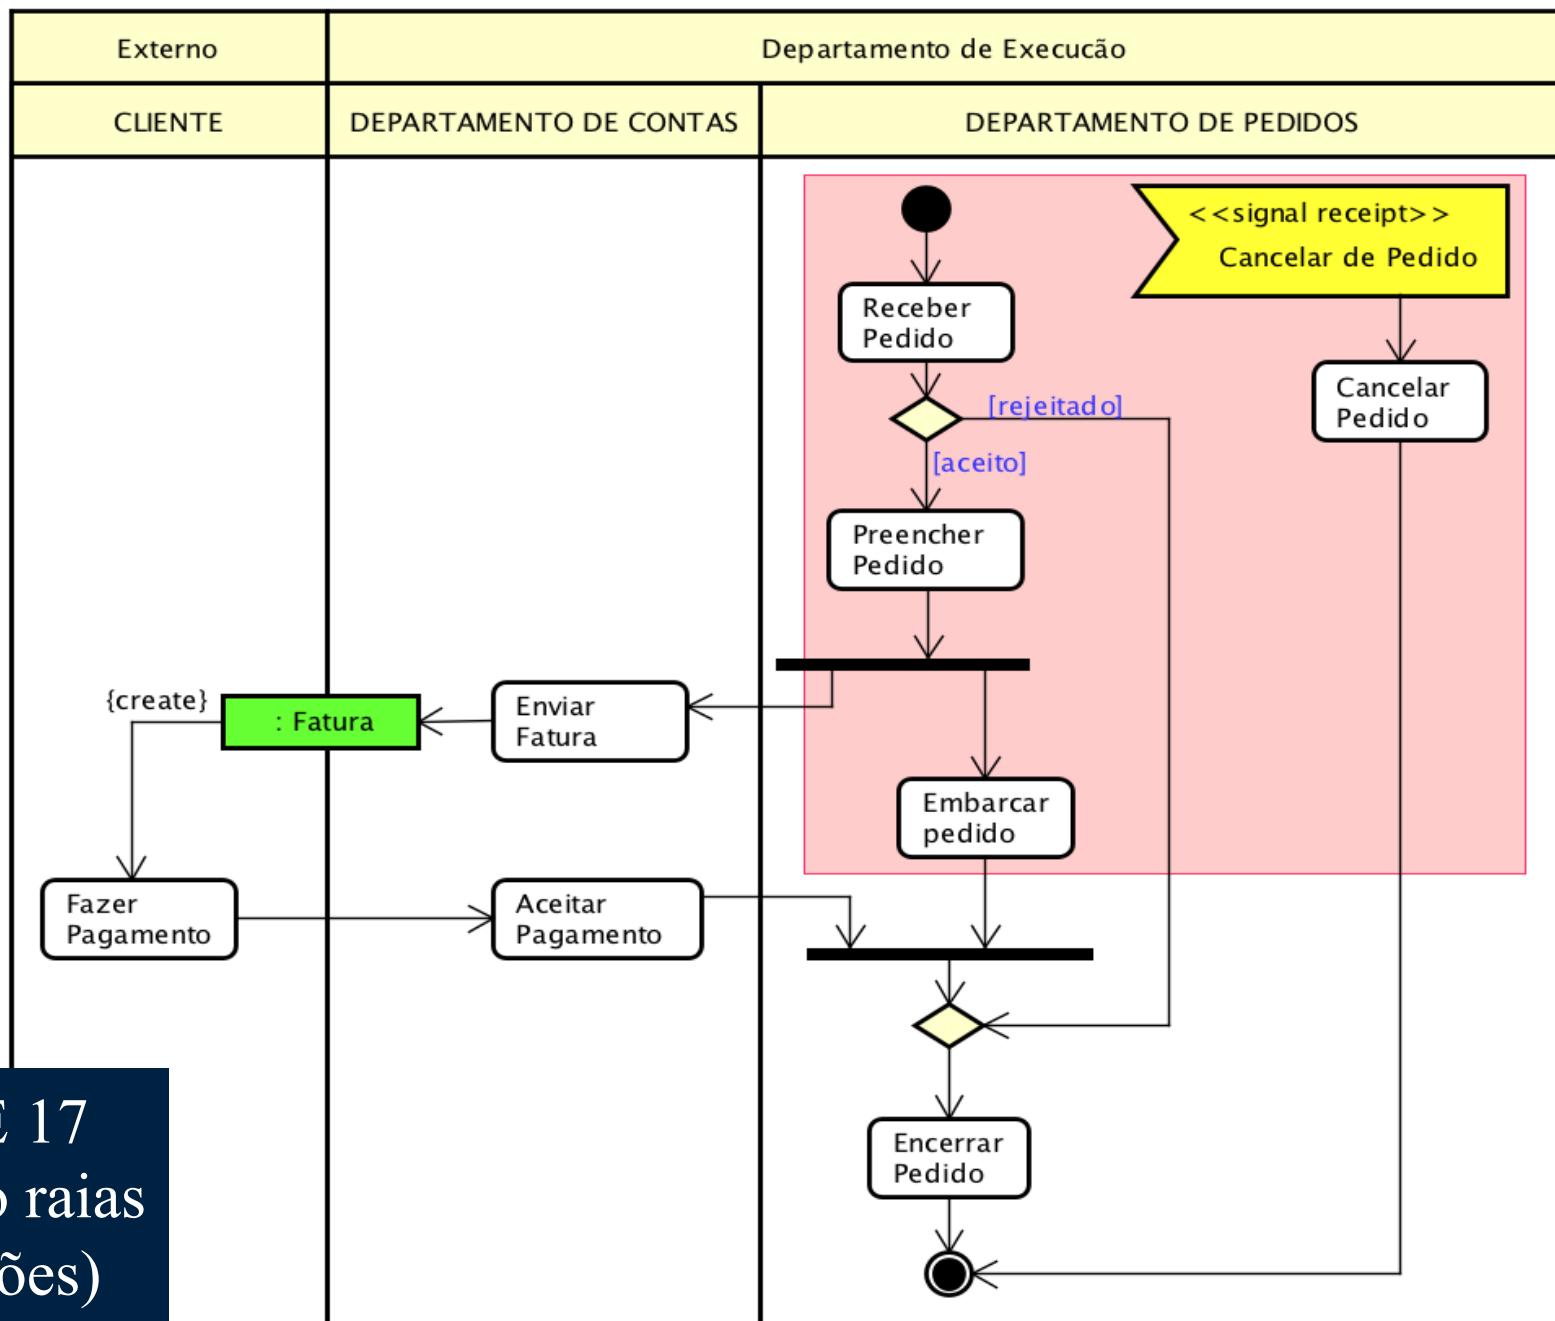 Externo
Departamento de Execucão
CLIENTE
DEPARTAMENTO DE CONTAS
DEPARTAMENTO DE PEDIDOS
<<signal receipt>>
Cancelar de Pedido
Receber
Pedido
Cancelar
Pedido
[rejeitado]
[aceito]
Preencher
Pedido
{create}
: Fatura
Enviar
Fatura
Embarcar
pedido
Fazer
Pagamento
Aceitar
Pagamento
Encerrar
Pedido
17
raias
ões)